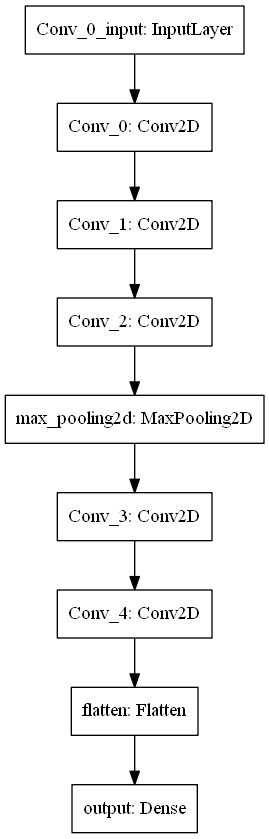 Conv_0_input: InputLayer
Conv_0: Conv2D
Conv_1: Conv2D
Conv_2: Conv2D
max_pooling2d: MaxPooling2D
Conv_3: Conv2D
Conv_4: Conv2D
flatten: Flatten
output: Dense